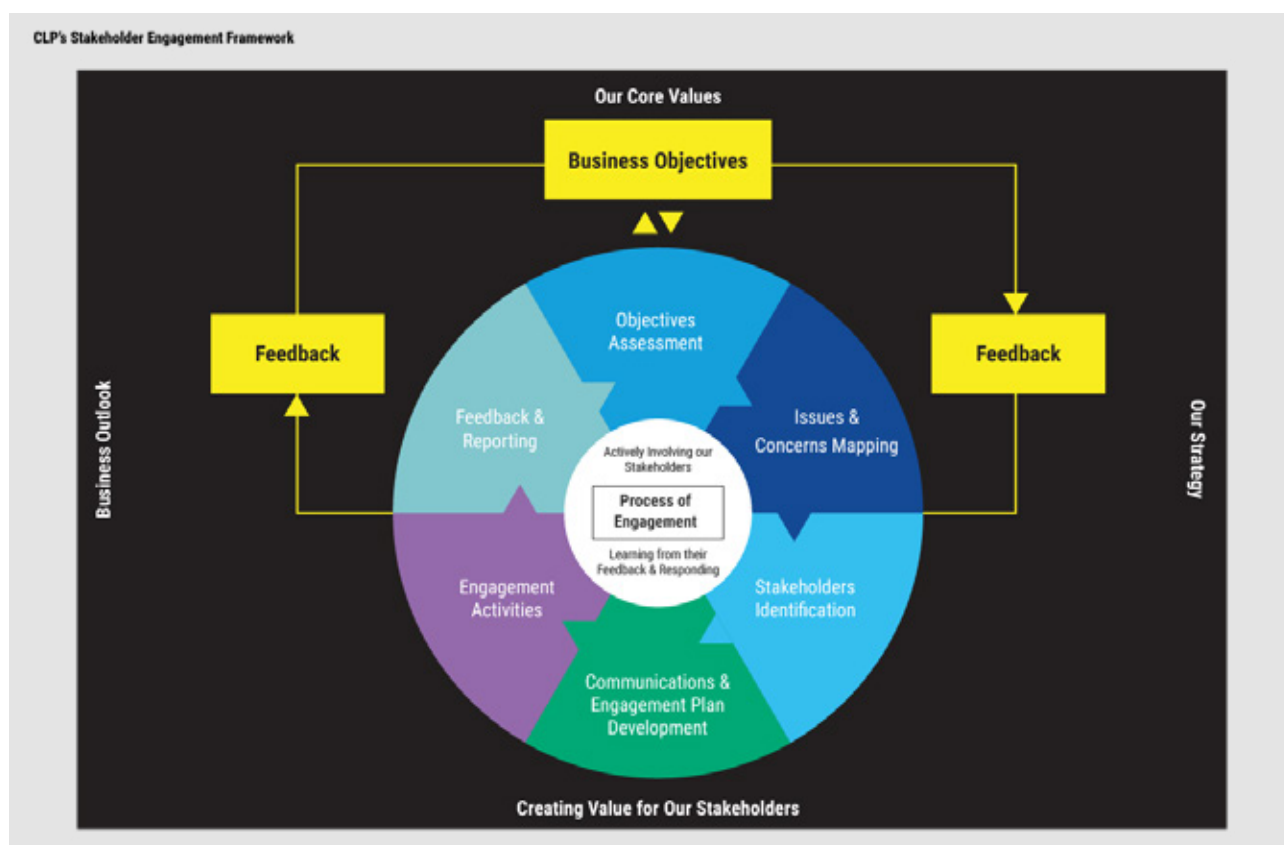 CLP's Stakeholder Engagement Framework
Our Core Values
Business Objectives
Feedback
Feedback
Business Outlook
Our Strategy
Objectives
Assessment
Issues &
Concerns Mapping
Stakeholders
Identification
Communications &
Engagement Plan
Development
Engagement
Activities
Feedback &
Reporting
Actively Involving our
Stakeholders
Process of
Engagement
Learning from their
Feedback & Responding
Creating Value for Our Stakeholders